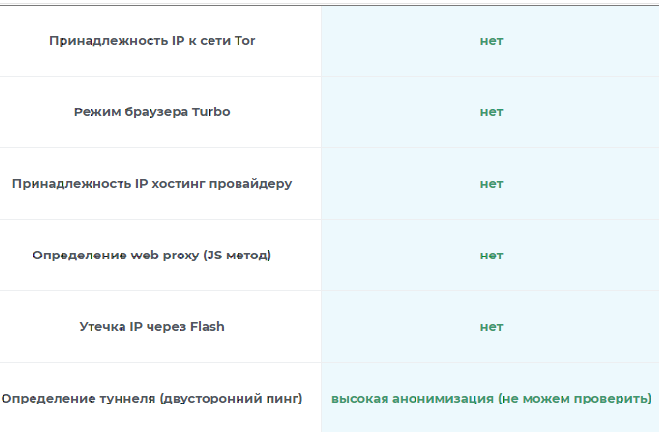 Принадлежность IP к сети Tor
нет
Режим браузера Turbo
нет
Принадлежность IP хостинг провайдеру
нет
Определение web proxy (JS метод)
нет
Утечка IP через Flash
нет
Определение туннеля (двусторонний пинг)
высокая анонимизация (не можем проверить)